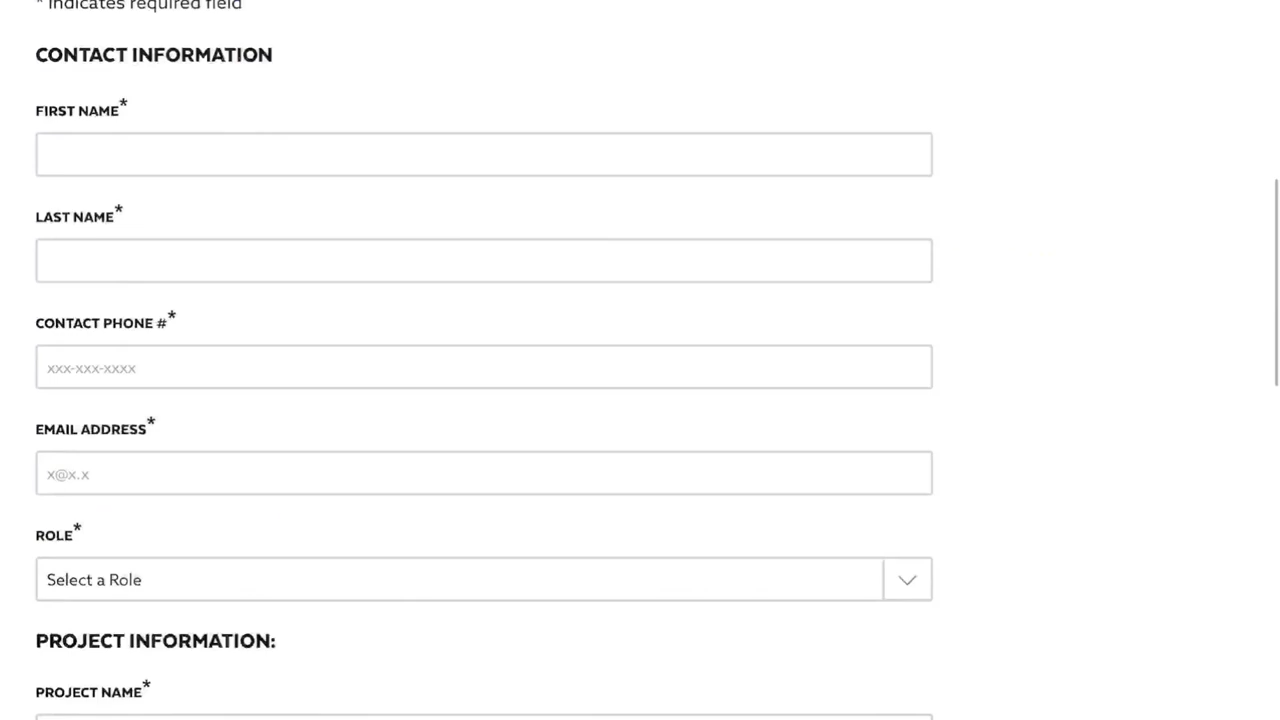 * Indicates required field
CONTACT INFORMATION
FIRST NAME*
LAST NAME*
CONTACT PHONE #*
xxx-xxx-xxxx
EMAIL ADDRESS*
x@x.x
ROLE*
Select a Role
PROJECT INFORMATION:
PROJECT NAME*